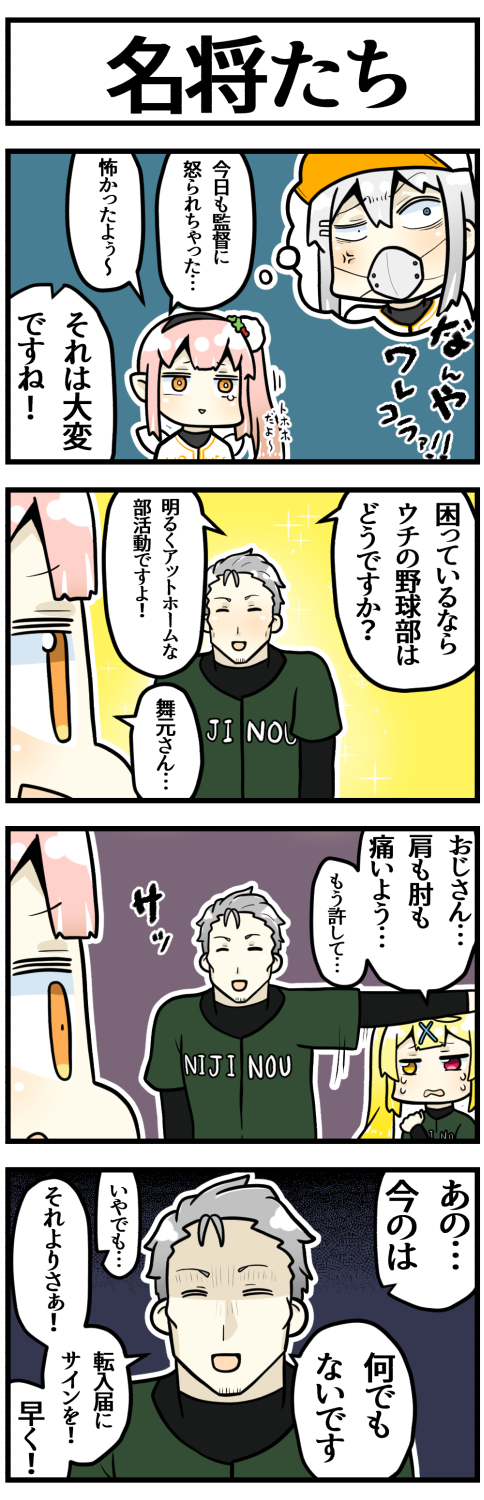 名将たち
今日も監督に
怒られちゃった…
怖かったよぅ～
なんや
ワレ
コラァ!!
トホホ
だよ～
それは大変
ですね！
困っているなら
ウチの野球部は
どうですか？
明るくアットホームな
部活動ですよ！
JI NOU
舞元さん…
おじさん…
肩も肘も
痛いよう…
もう許して…
サッ
NIJI NOU
I NO
あの…
今のは
何でも
ないです
いやでも…
それよりさぁ！
転入届に
サインを！
早く！